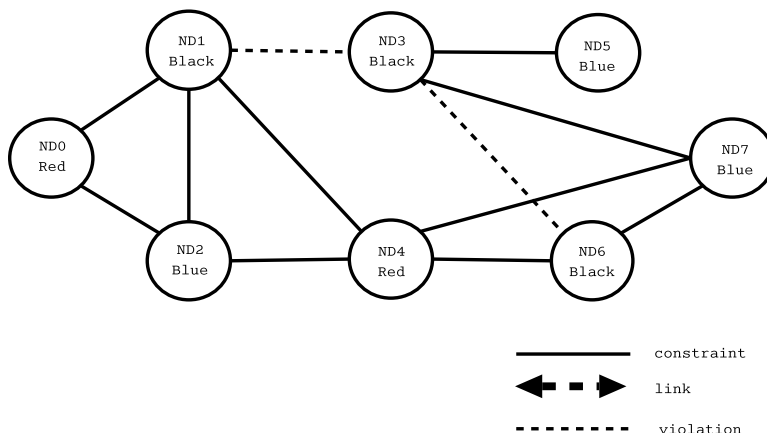 ND1
Black
ND3
Black
ND5
Blue
ND0
Red
ND7
Blue
ND2
Blue
ND4
Red
ND6
Black
constraint
link
violation